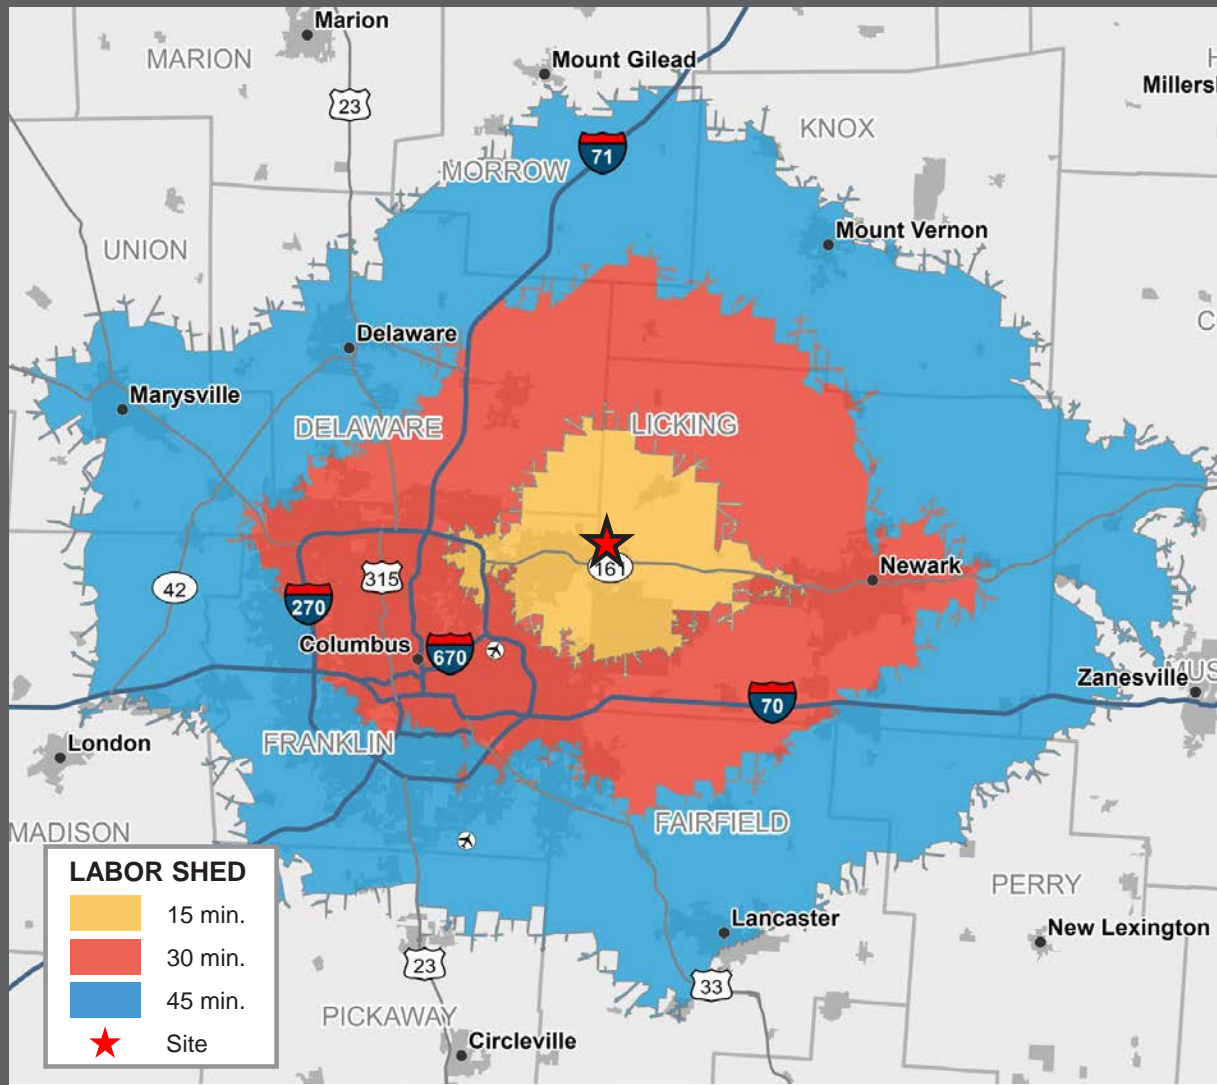 Marion
MARION
Mount Gilead
H
Millers
23
KNOX
71
MORROW
UNION
Mount Vernon
C
Delaware
Marysville
DELAWARE
LICKING
161
315
42
270
Newark
Columbus
670
Zanesville
MUS
70
London
FRANKLIN
FAIRFIELD
MADISON
LABOR SHED
15 min.
30 min.
45 min.
Site
PERRY
Lancaster
New Lexington
23
33
PICKAWAY
Circleville